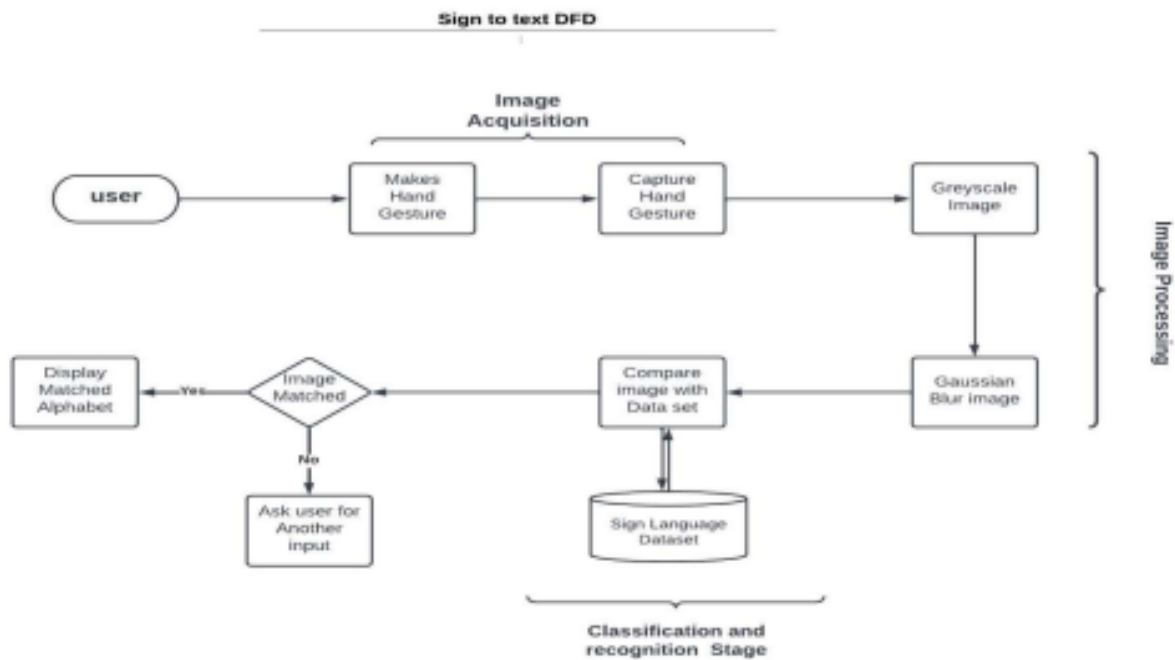 Sign to text DFD
Image
Acquisition
user
Makes
Hand
Gesture
Capture
Hand
Gesture
Greyscale
Image
Image Processing
Display
Matched
Alphabet
Yes
Image
Matched
Compare
image with
Data set
Gaussian
Blur image
No
Ask user for
Another
input
Sign Language
Dataset
Classification and
recognition Stage